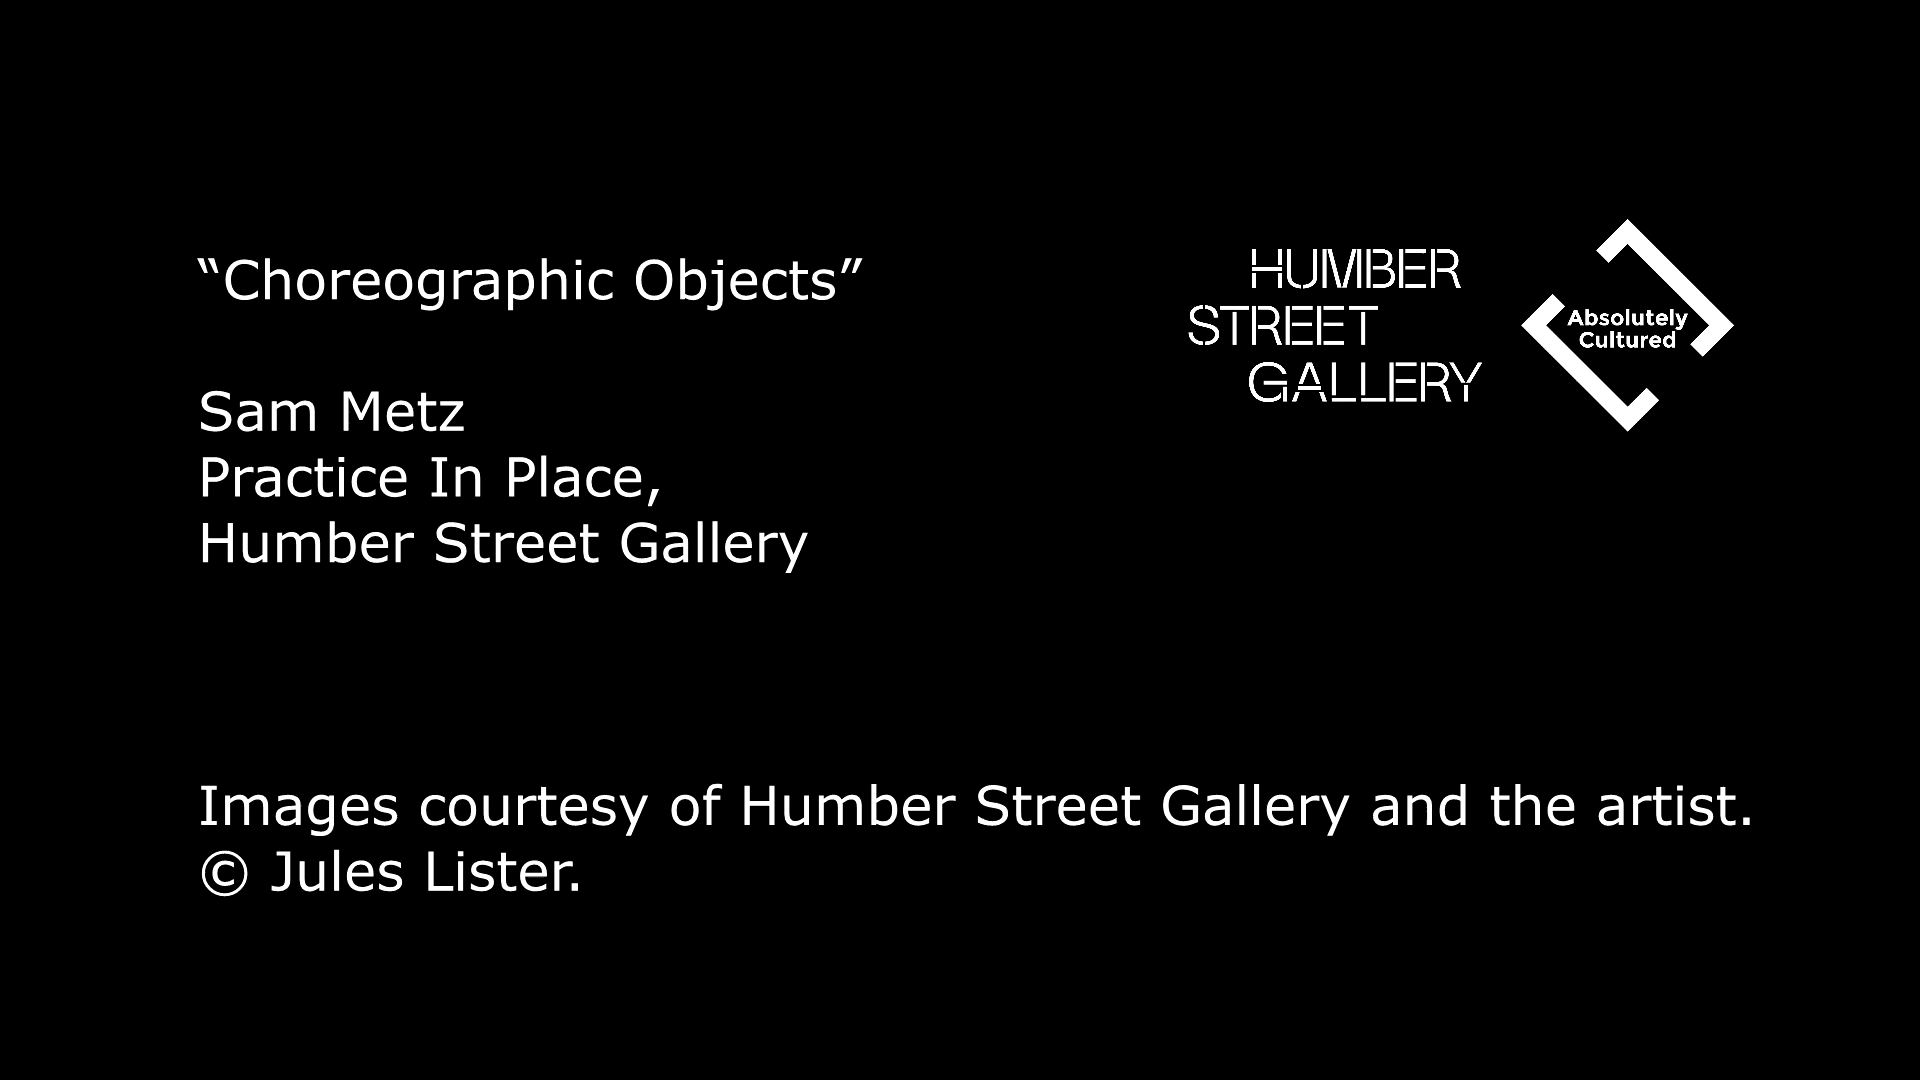 “Choreographic Objects”
Sam Metz
Practice In Place,
Humber Street Gallery
HUMBER
STREET
GALLERY
Absolutely
Cultured
Images courtesy of Humber Street Gallery and the artist.
© Jules Lister.